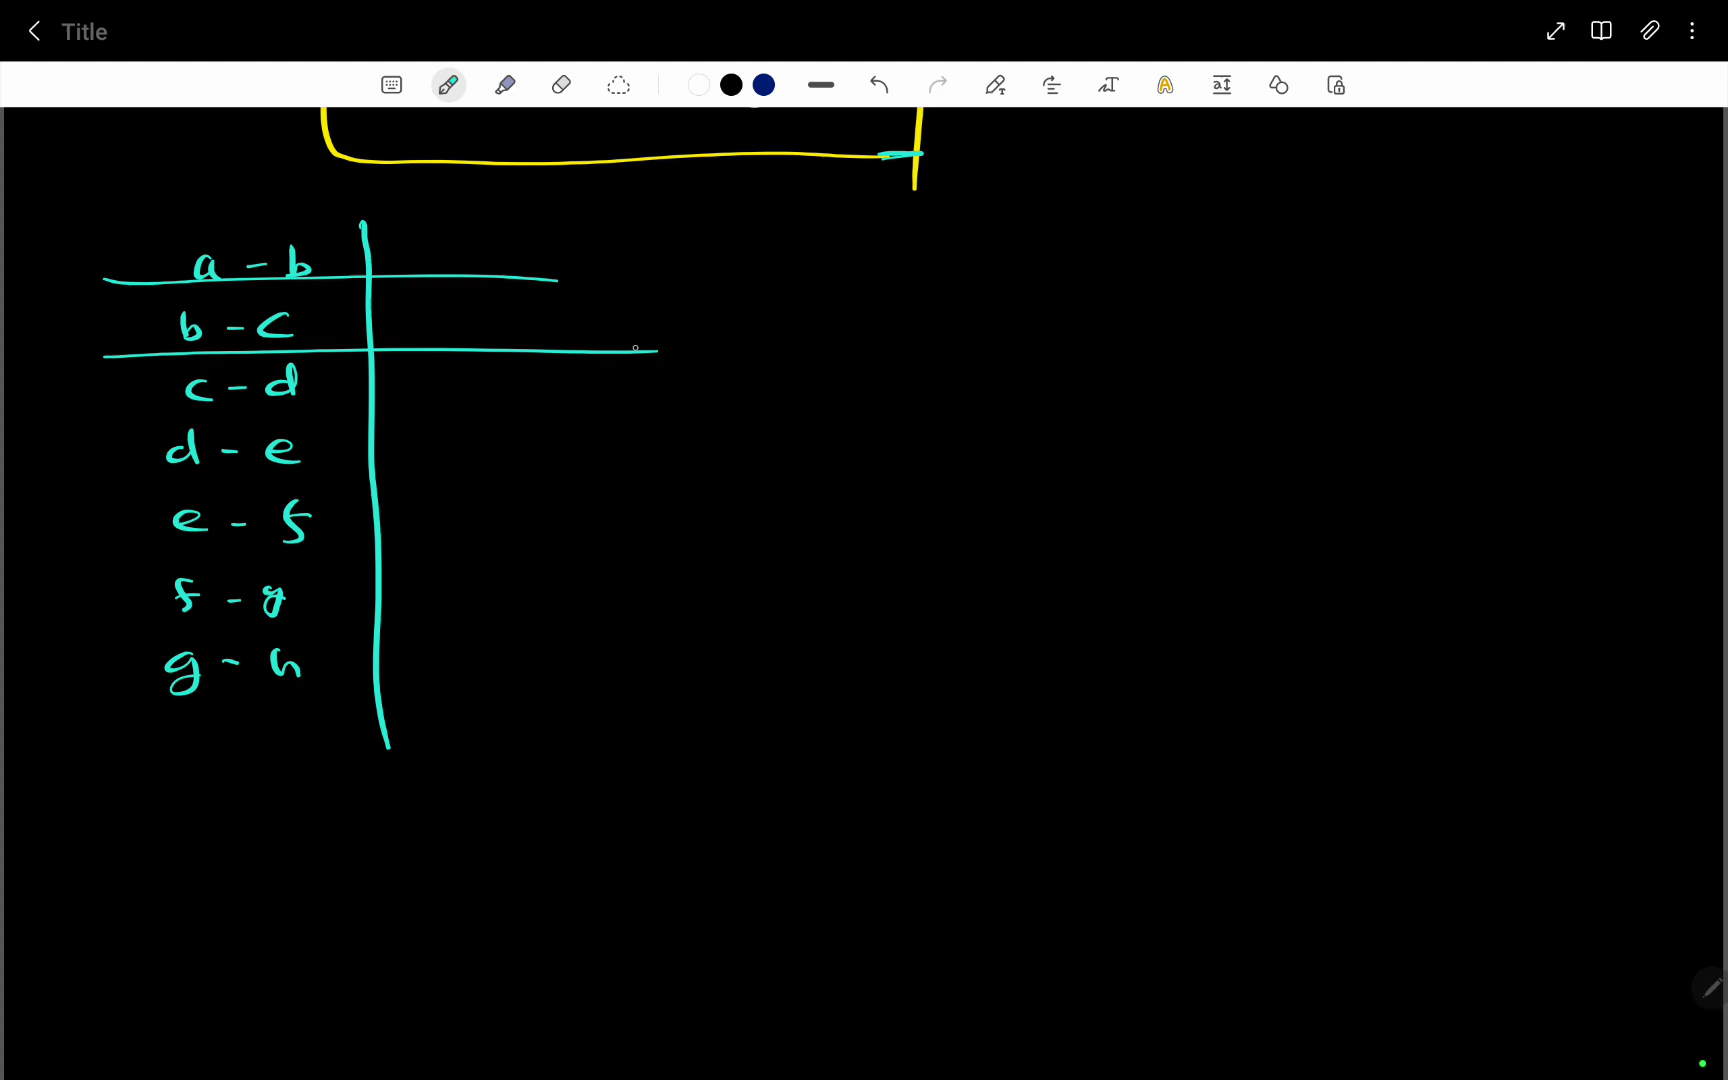 Title
a - b
b - c
c - d
d - e
e - f
f - g
g - h